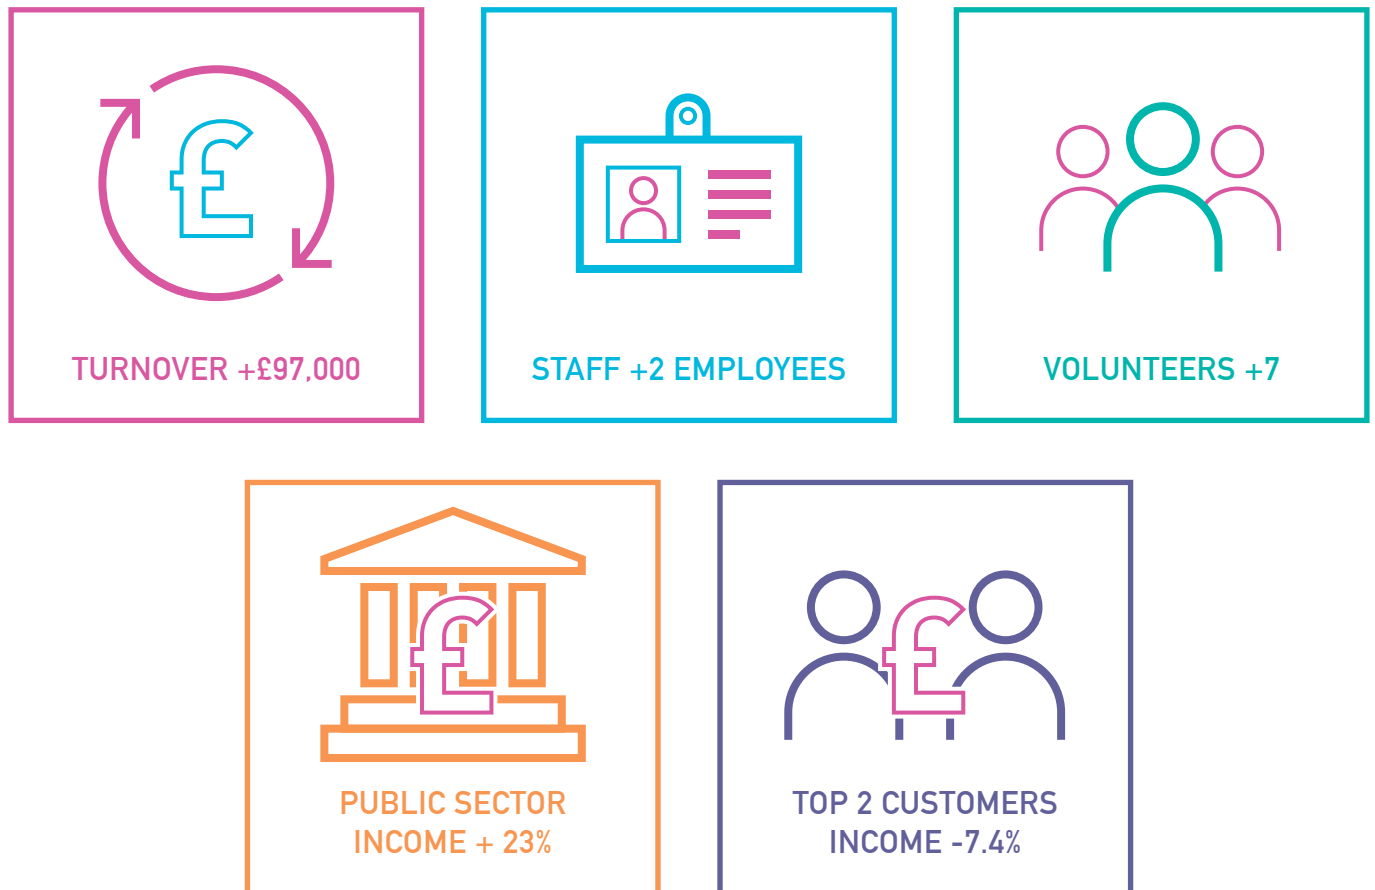 TURNOVER +£97,000
STAFF +2 EMPLOYEES
VOLUNTEERS +7
PUBLIC SECTOR
INCOME + 23%
TOP 2 CUSTOMERS
INCOME -7.4%